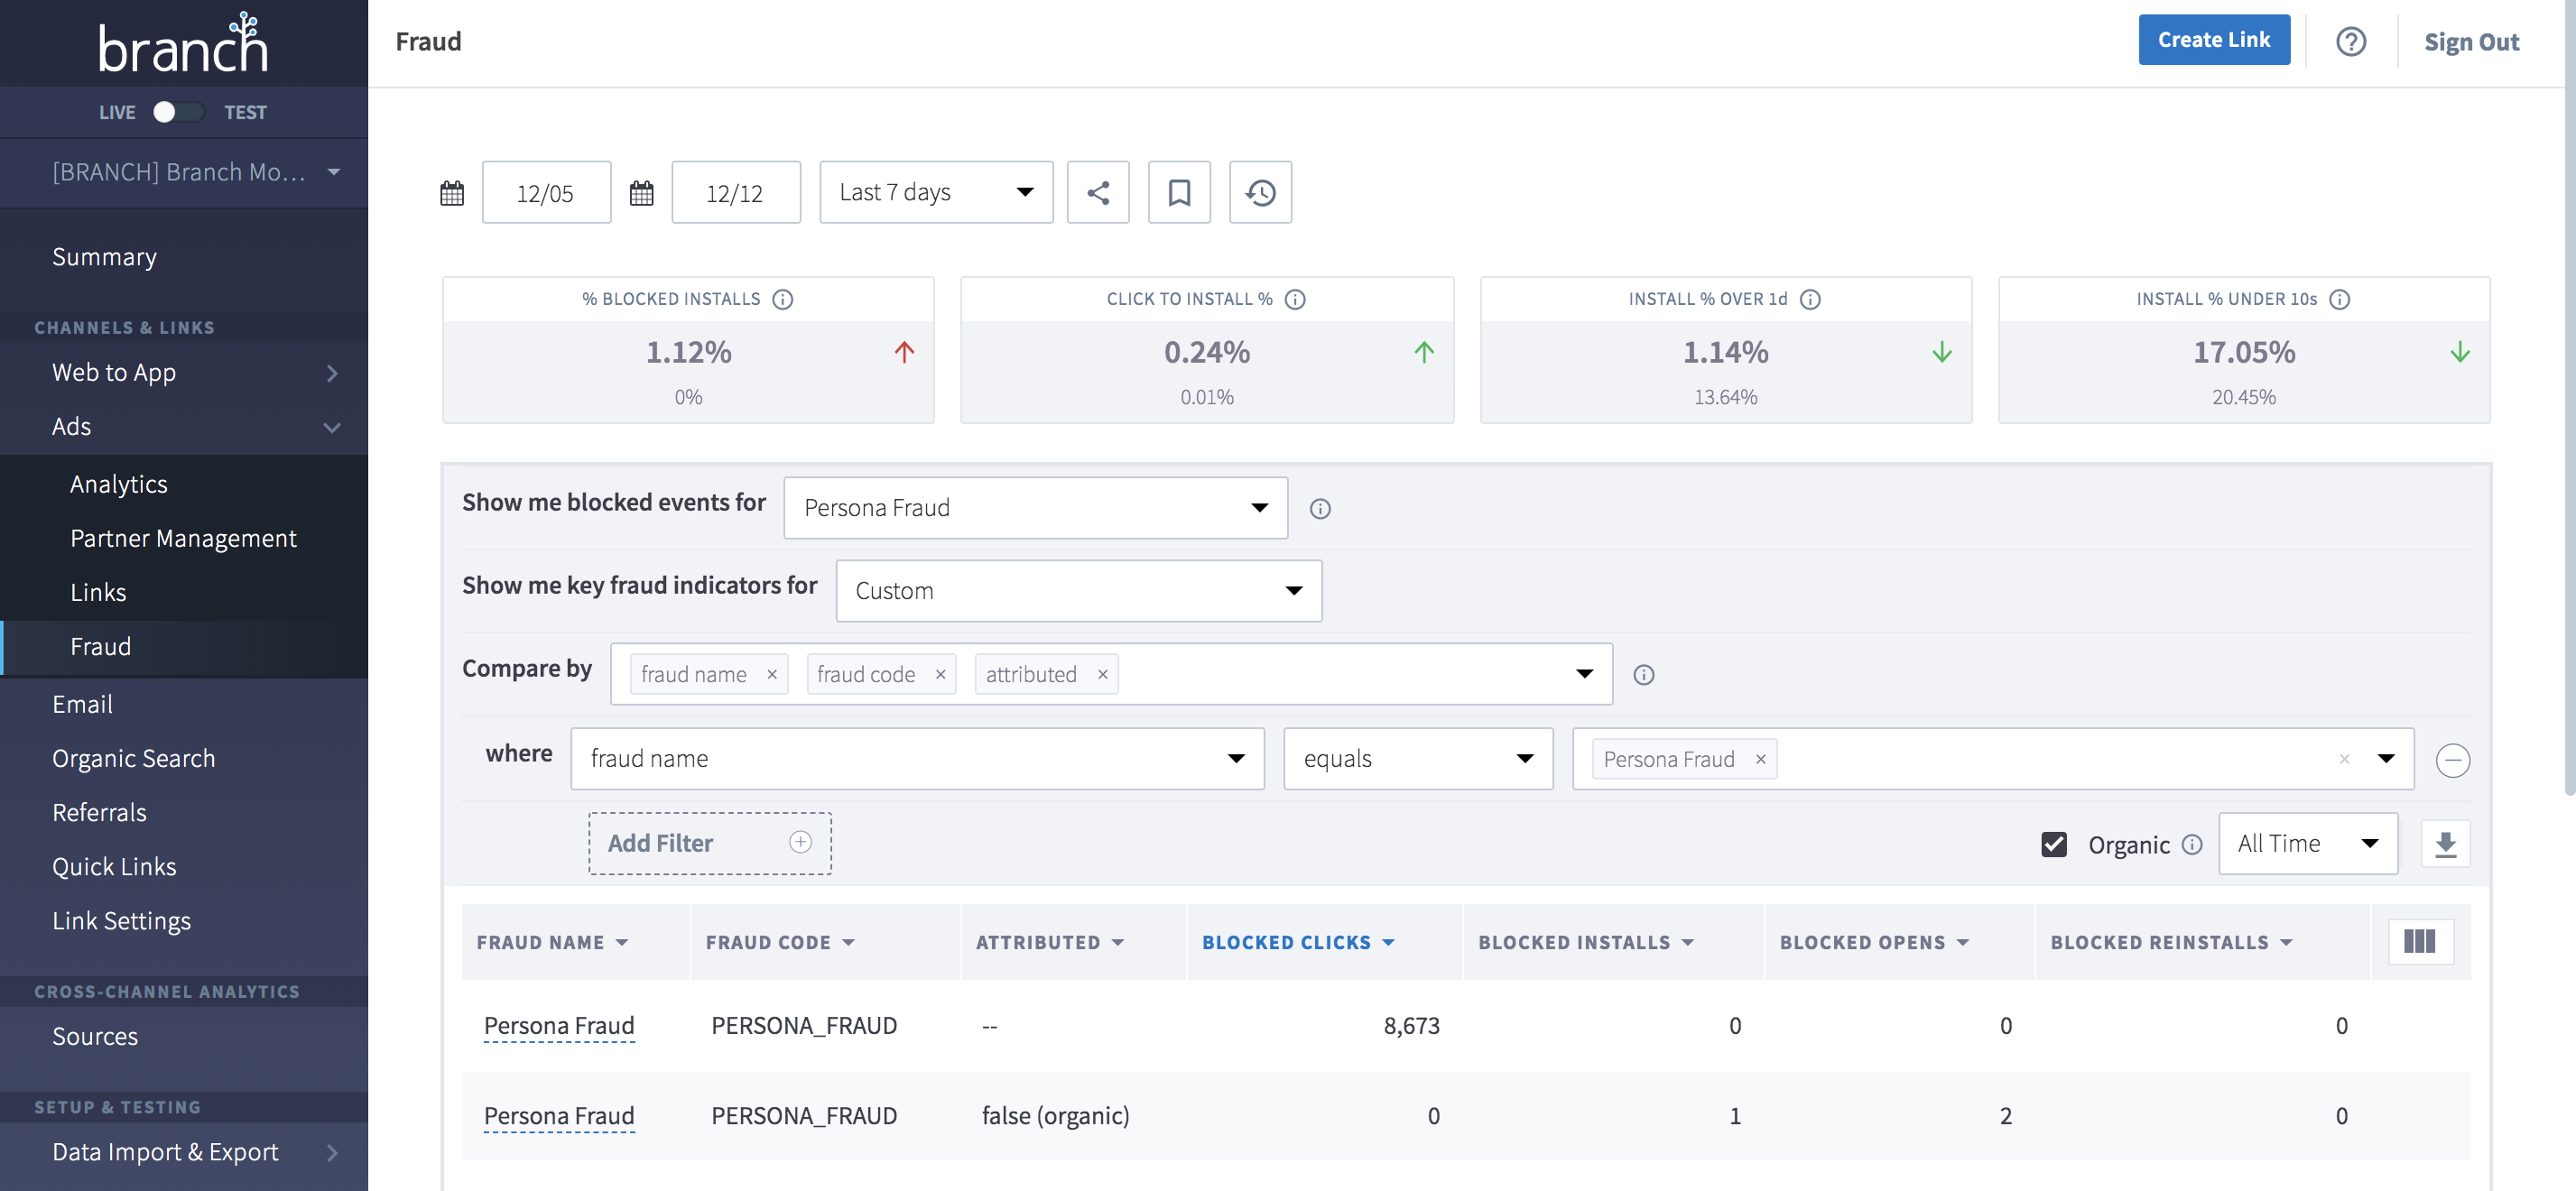 branch
LIVE TEST
[BRANCH] Branch Mo...
Summary
CHANNELS & LINKS
Web to App
Ads
Analytics
Partner Management
Links
Fraud
Email
Organic Search
Referrals
Quick Links
Link Settings
CROSS-CHANNEL ANALYTICS
Sources
SETUP & TESTING
Data Import & Export
Fraud
Create Link
Sign Out
12/05 12/12 Last 7 days
% BLOCKED INSTALLS
1.12%
0%
CLICK TO INSTALL %
0.24%
0.01%
INSTALL % OVER 1d
1.14%
13.64%
INSTALL % UNDER 10s
17.05%
20.45%
Show me blocked events for Persona Fraud
Show me key fraud indicators for Custom
Compare by fraud name × fraud code × attributed ×
where fraud name equals Persona Fraud × ×
Add Filter Organic All Time
FRAUD NAME FRAUD CODE ATTRIBUTED BLOCKED CLICKS BLOCKED INSTALLS BLOCKED OPENS BLOCKED REINSTALLS
Persona Fraud PERSONA_FRAUD -- 8,673 0 0 0
Persona Fraud PERSONA_FRAUD false (organic) 0 1 2 0